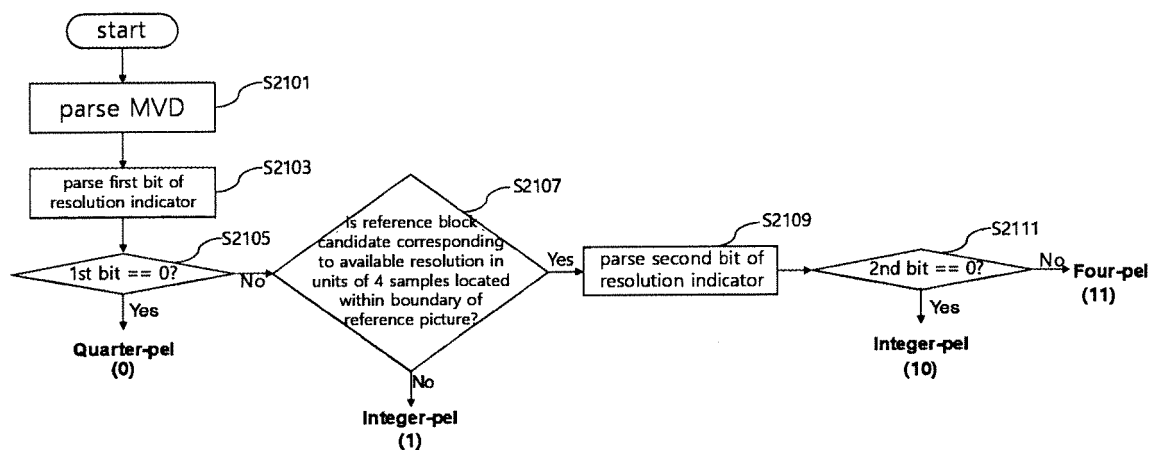 start
S2101
parse MVD
S2103
parse first bit of
resolution indicator
S2105
1st bit == 0?
No
Yes
Quarter-pel
(0)
S2107
Is reference block
candidate corresponding
to available resolution in
units of 4 samples located
within boundary of
reference picture?
Yes
No
Integer-pel
(1)
S2109
parse second bit of
resolution indicator
S2111
2nd bit == 0?
No
Four-pel
(11)
Yes
Integer-pel
(10)